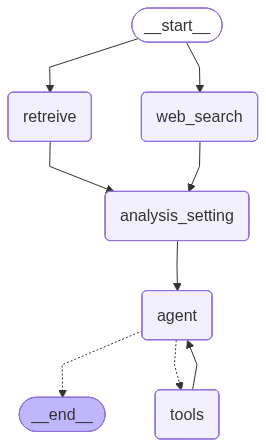 __start__
retreive
web_search
analysis_setting
agent
__end__
tools